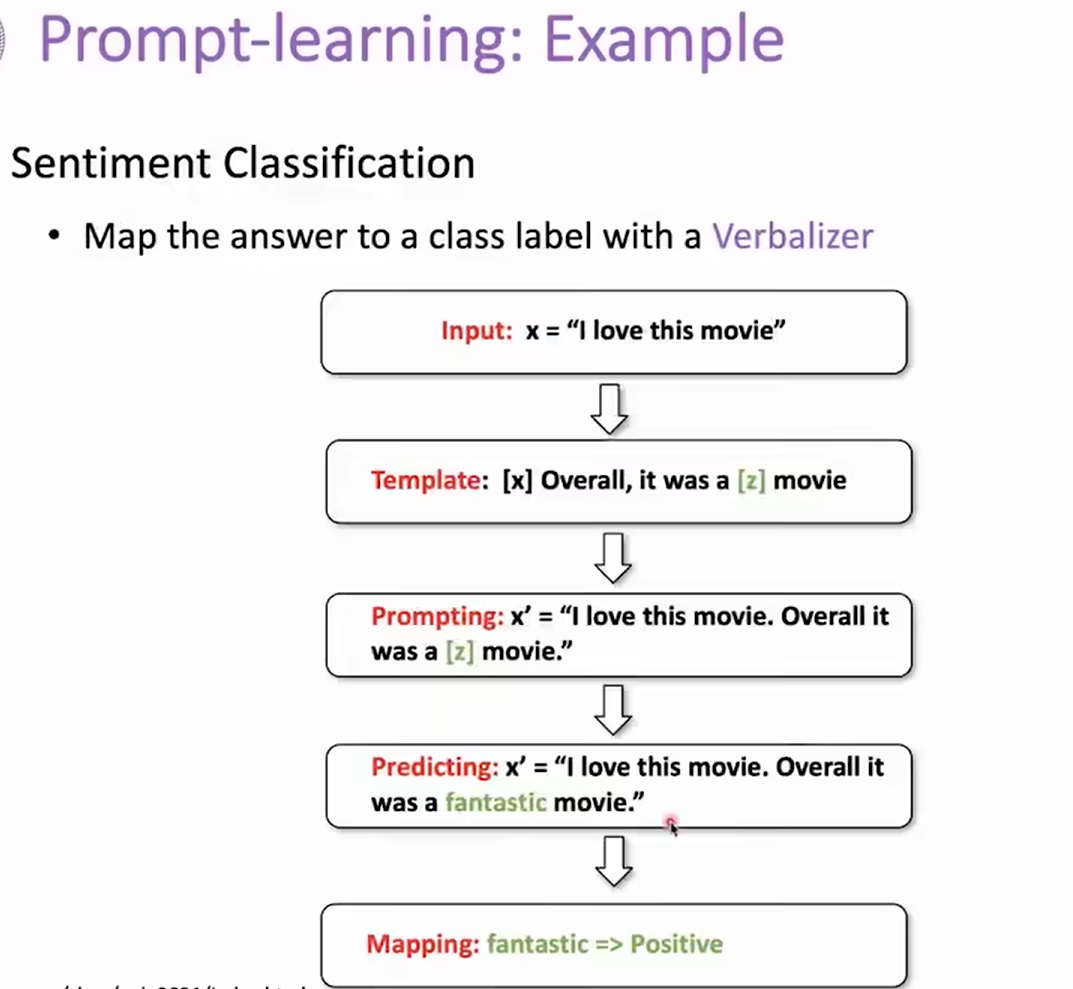 Prompt-learning: Example
Sentiment Classification
• Map the answer to a class label with a Verbalizer
Input: x = “I love this movie”
Template: [x] Overall, it was a [z] movie
Prompting: x’ = “I love this movie. Overall it
was a [z] movie.”
Predicting: x’ = “I love this movie. Overall it
was a fantastic movie.”
Mapping: fantastic => Positive